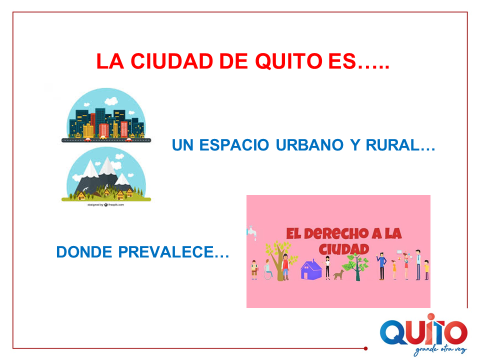 LA CIUDAD DE QUITO ES…..
UN ESPACIO URBANO Y RURAL…
DONDE PREVALECE…
EL DERECHO A LA
CIUDAD
QUITO
grande otra vez